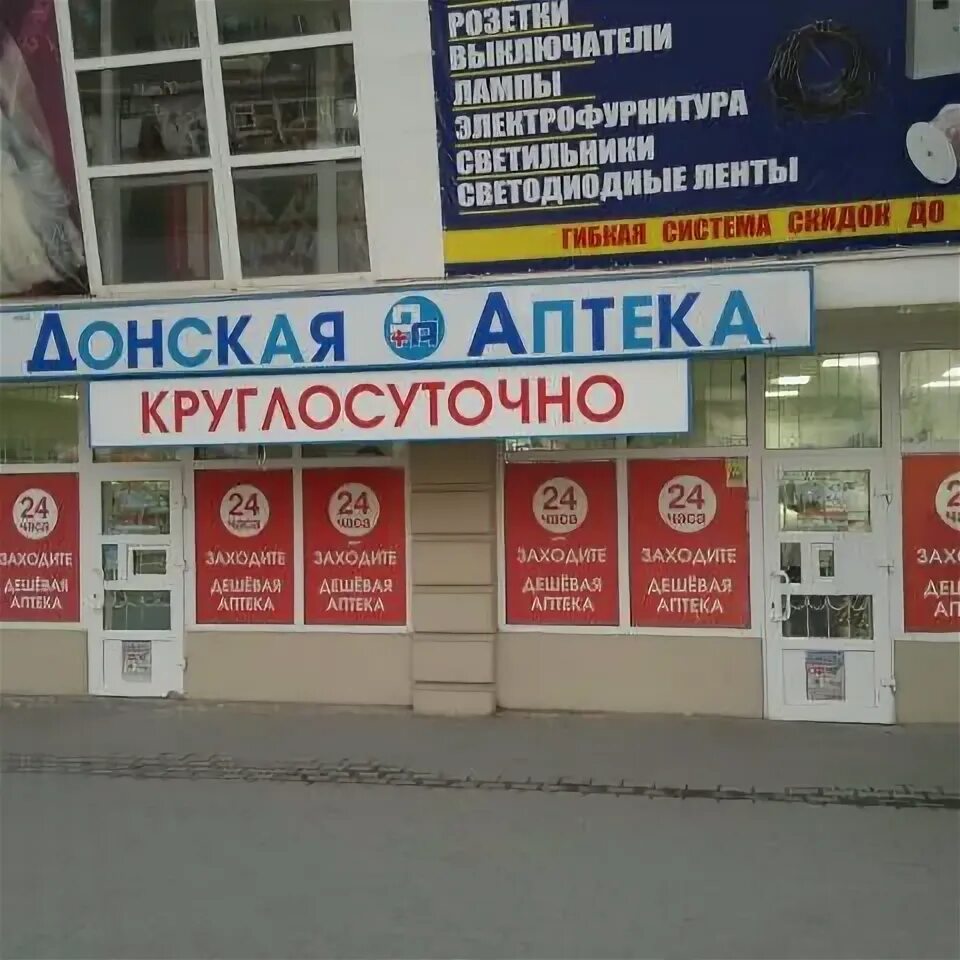 РОЗЕТКИ
ВЫКЛЮЧАТЕЛИ
ЛАМПЫ
ЭЛЕКТРОФУРНИТУРА
СВЕТИЛЬНИКИ
СВЕТОДИОДНЫЕ ЛЕНТЫ
ГИБКАЯ СИСТЕМА СКИДОК ДО
ДОНСКАЯ АПТЕКА
КРУГЛОСУТОЧНО
24
часа
ЗАХОДИТЕ
ДЕШЁВАЯ
АПТЕКА
24
часа
ЗАХОДИТЕ
ДЕШЁВАЯ
АПТЕКА
24
часа
ЗАХОДИТЕ
ДЕШЁВАЯ
АПТЕКА
24
часа
ЗАХОДИТЕ
ДЕШЁВАЯ
АПТЕКА
24
часа
ЗАХОДИТЕ
ДЕШЁВАЯ
АПТЕКА